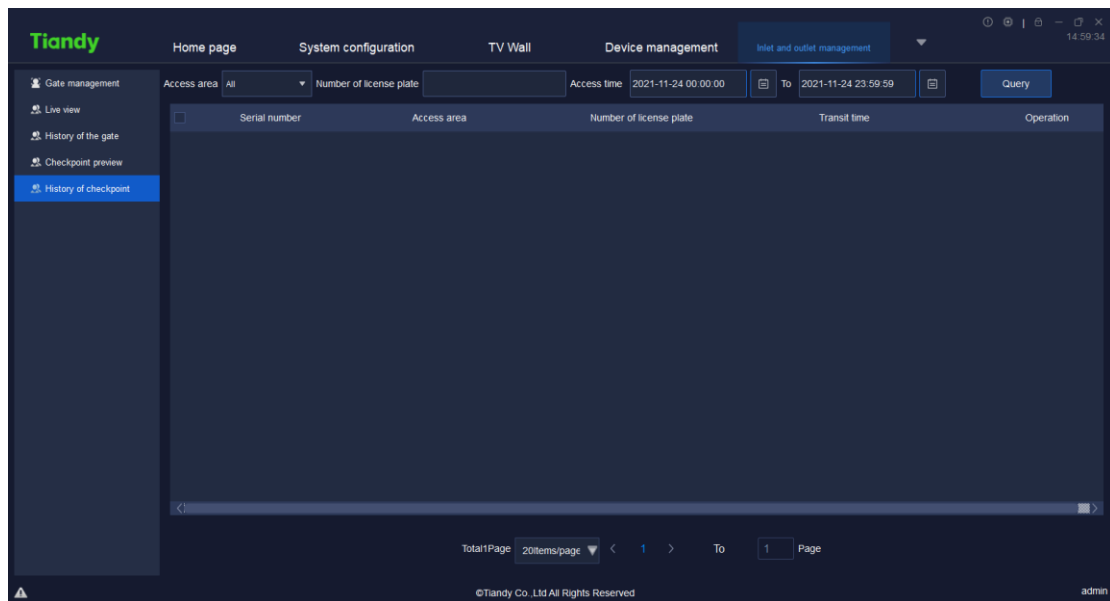 Tiandy
Home page System configuration TV Wall Device management Inlet and outlet management
14:59:34
Gate management
Live view
History of the gate
Checkpoint preview
History of checkpoint
Access area All Number of license plate Access time 2021-11-24 00:00:00 To 2021-11-24 23:59:59 Query
Serial number Access area Number of license plate Transit time Operation
Total1Page 20Items/page 1 To 1 Page
©Tiandy Co.,Ltd All Rights Reserved
admin